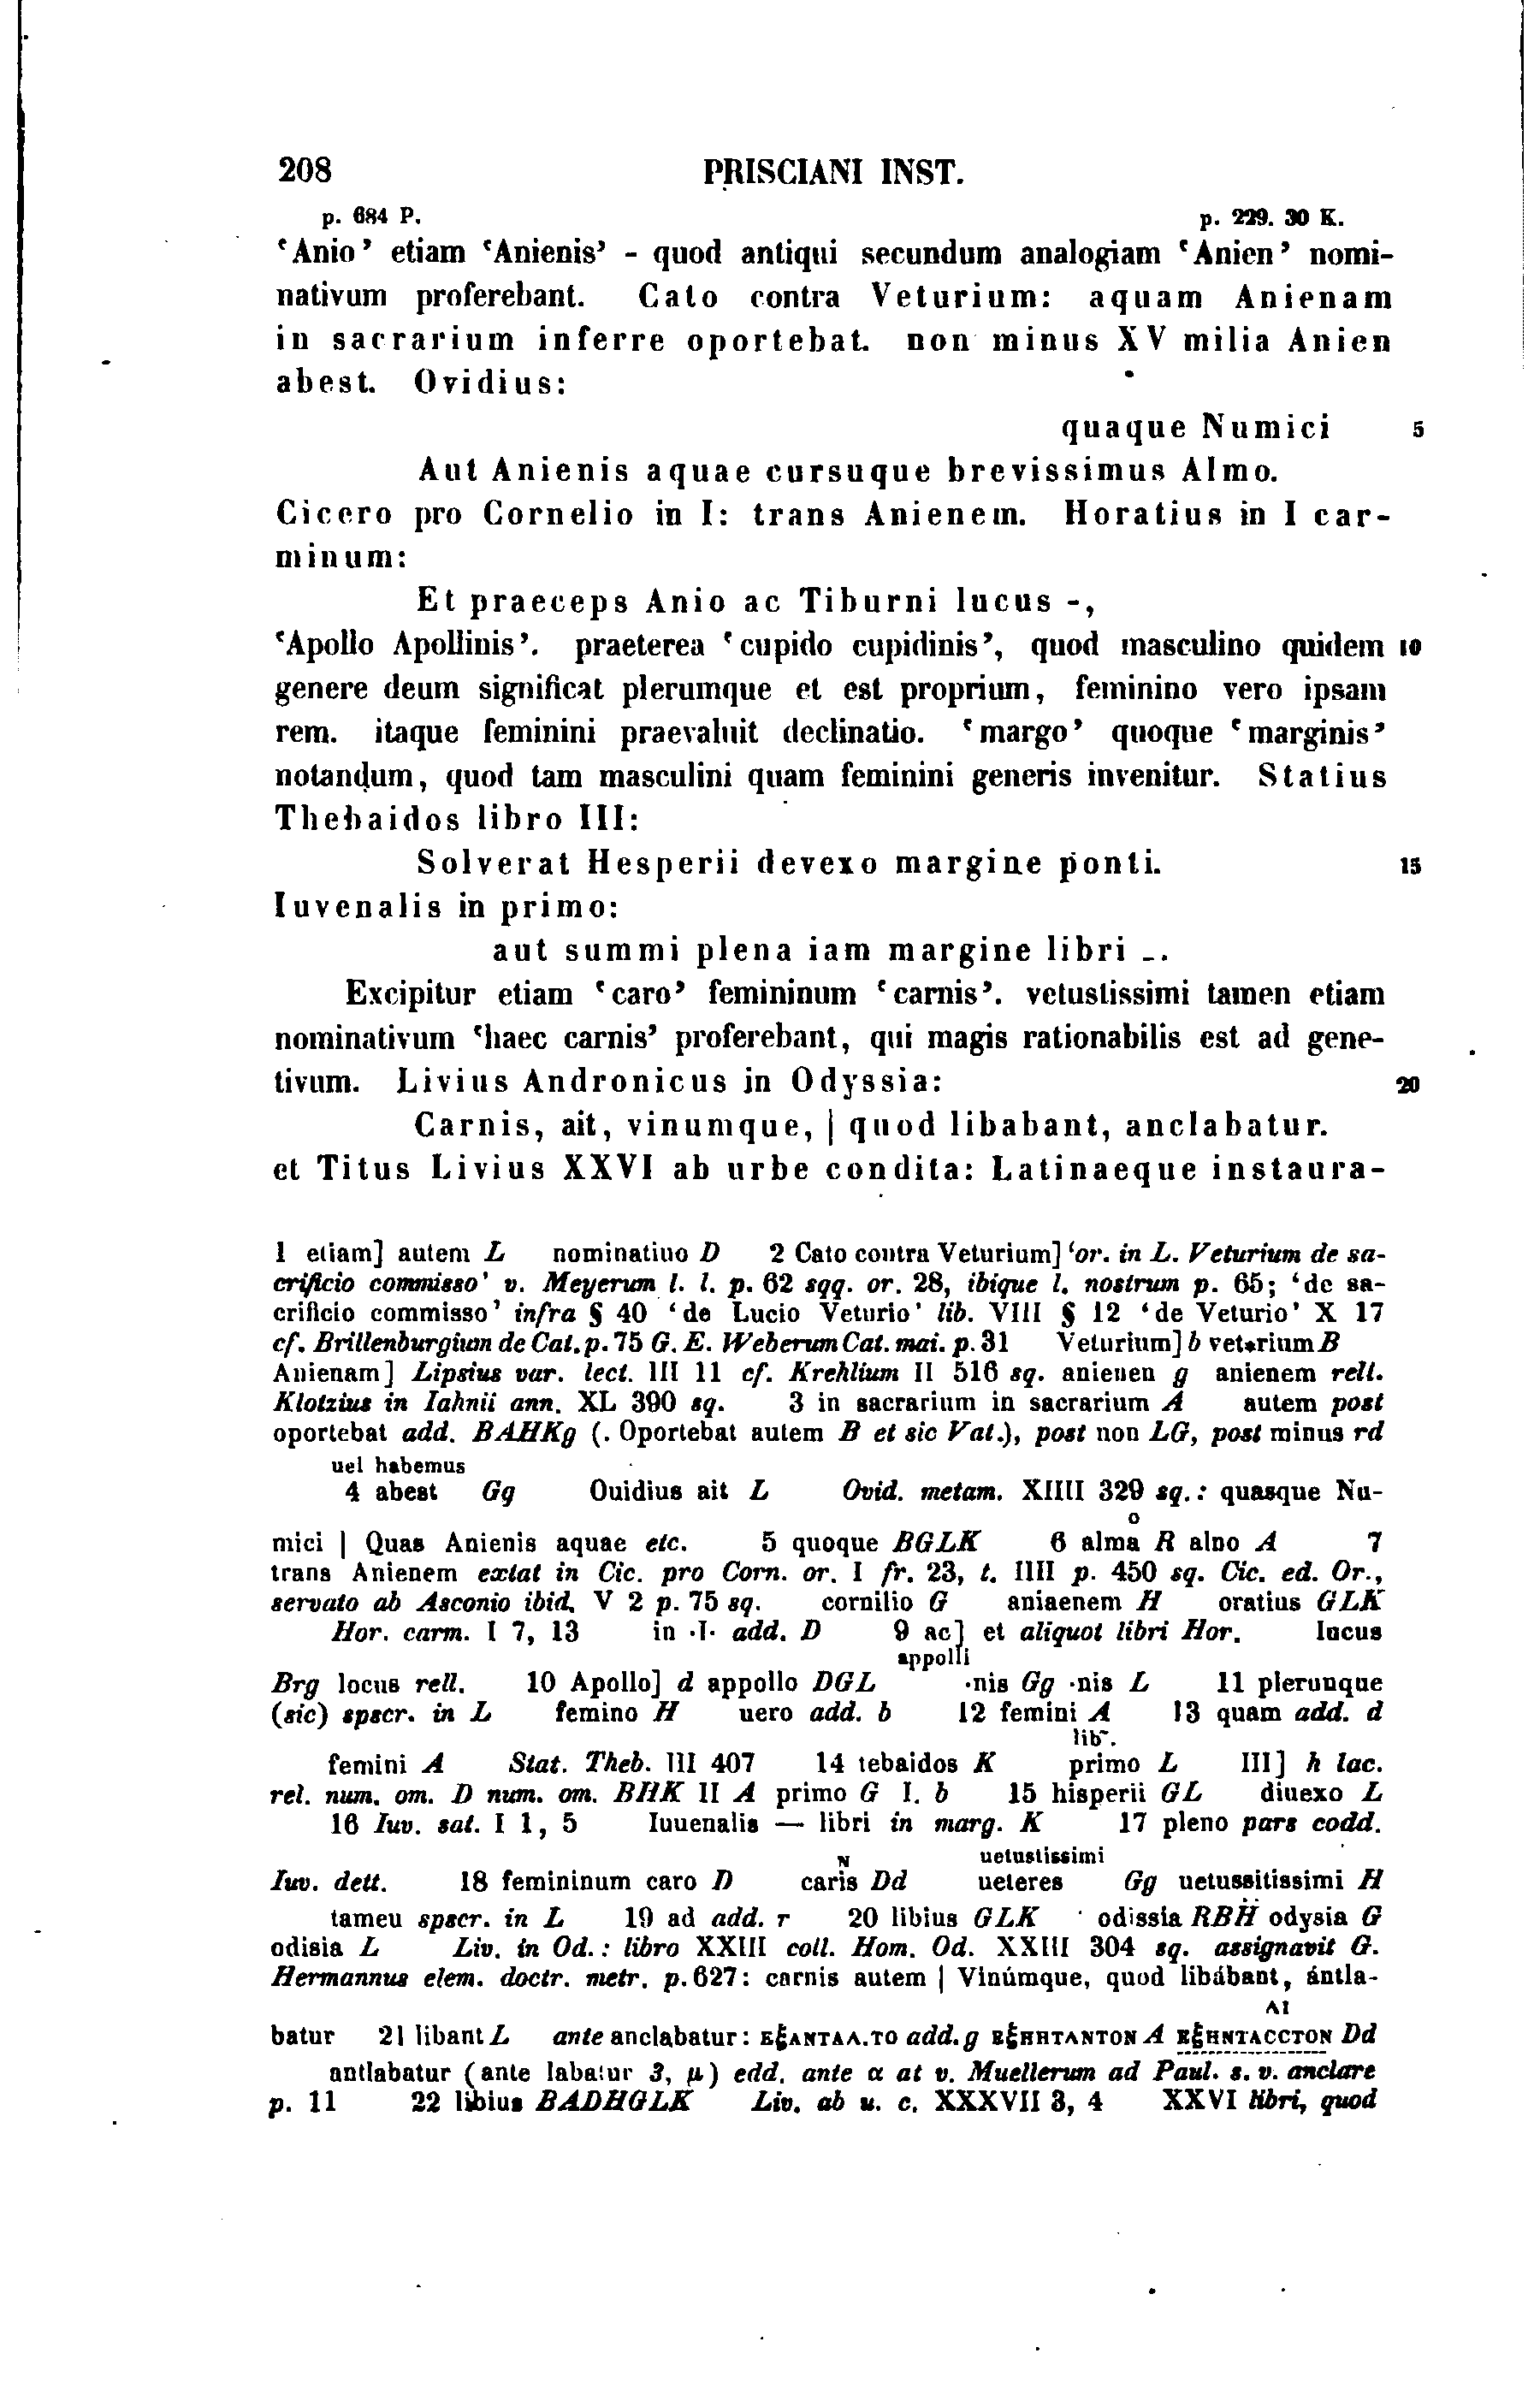 208 PRISCIANI INST.
p. 684 P. p. 229. 30 K.
‘Anio’ etiam ‘Anienis’ - quod antiqui secundum analogiam ‘Anien’ nomi-
nativum proferebant. Cato contra Veturium: aquam Anienam
in sacrarium inferre oportebat. non minus XV milia Anien
abest. Ovidius:
quaque Numici 5
Aut Anienis aquae cursuque brevissimus Almo.
Cicero pro Cornelio in I: trans Anienem. Horatius in I car-
minum:
Et praeceps Anio ac Tiburni lucus -,
‘Apollo Apollinis’. praeterea ‘cupido cupidinis’, quod masculino quidem 10
genere deum significat plerumque et est proprium, feminino vero ipsam
rem. itaque feminini praevaluit declinatio. ‘margo’ quoque ‘marginis’
notandum, quod tam masculini quam feminini generis invenitur. Statius
Thebaidos libro III:
Solverat Hesperii devexo margine ponti. 15
Iuvenalis in primo:
aut summi plena iam margine libri -.
Excipitur etiam ‘caro’ femininum ‘carnis’. vetustissimi tamen etiam
nominativum ‘haec carnis’ proferebant, qui magis rationabilis est ad gene-
tivum. Livius Andronicus in Odyssia: 20
Carnis, ait, vinumque, | quod libabant, anclabatur.
et Titus Livius XXVI ab urbe condita: Latinaeque instaura-
1 etiam] autem L nominatiuo D 2 Cato contra Veturium] ‘or. in L. Veturium de sa-
crificio commisso’ v. Meyerum l. l. p. 62 sqq. or. 28, ibique l. nostrum p. 65; ‘de sa-
crificio commisso’ infra § 40 ‘de Lucio Veturio’ lib. VIII § 12 ‘de Veturio’ X 17
cf. Brillenburgium de Cat. p. 75 G. E. Weberum Cat. mai. p. 31 Veturium] b vet*rium B
Anienam] Lipsius var. lect. III 11 cf. Krehlium II 516 sq. anienen g anienem rell.
Klotzius in Iahnii ann. XL 390 sq. 3 in sacrarium in sacrarium A autem post
oportebat add. BAHKg (. Oportebat autem B et sic Vat.), post non LG, post minus rd
uel habemus
4 abest Gg Ouidius ait L Ovid. metam. XIIII 329 sq.: quasque Nu-
o
mici | Quas Anienis aquae etc. 5 quoque BGLK 6 alma R alno A 7
trans Anienem extat in Cic. pro Corn. or. I fr. 23, t. IIII p. 450 sq. Cic. ed. Or.,
servato ab Asconio ibid. V 2 p. 75 sq. cornilio G aniaenem H oratius GLK
Hor. carm. I 7, 13 in ·I· add. D 9 ac] et aliquot libri Hor. lucus
appolli
Brg locus rell. 10 Apollo] d appollo DGL ·nis Gg ·nis L 11 plerunque
(sic) spscr. in L femino H uero add. b 12 femini A 13 quam add. d
lib~.
femini A Stat. Theb. III 407 14 tebaidos K primo L III] h lac.
rel. num. om. D num. om. BHK II A primo G I. b 15 hisperii GL diuexo L
16 Iuv. sat. I 1, 5 Iuuenalis — libri in marg. K 17 pleno pars codd.
N uetustissimi
Iuv. dett. 18 femininum caro D caris Dd ueteres Gg uetussitissimi H
tameu spscr. in L 19 ad add. r 20 libius GLK odissia RBH odysia G
odisia L Liv. in Od.: libro XXIII coll. Hom. Od. XXIII 304 sq. assignavit G.
Hermannus elem. doctr. metr. p. 627: carnis autem | Vinúmque, quod libábant, ántla-
ΛΙ
batur 21 libant L ante anclabatur: ΕξΑΝΤΛΛ.ΤΟ add. g ΕξΗΗΤΛΝΤΟΝ A ΕξΗΝΤΑCCΤΟΝ Dd
antlabatur (ante labatur 3, μ) edd. ante α at v. Muellerum ad Paul. s. v. anclare
p. 11 22 libius BADHGLK Liv. ab u. c. XXXVII 3, 4 XXVI libri, quod